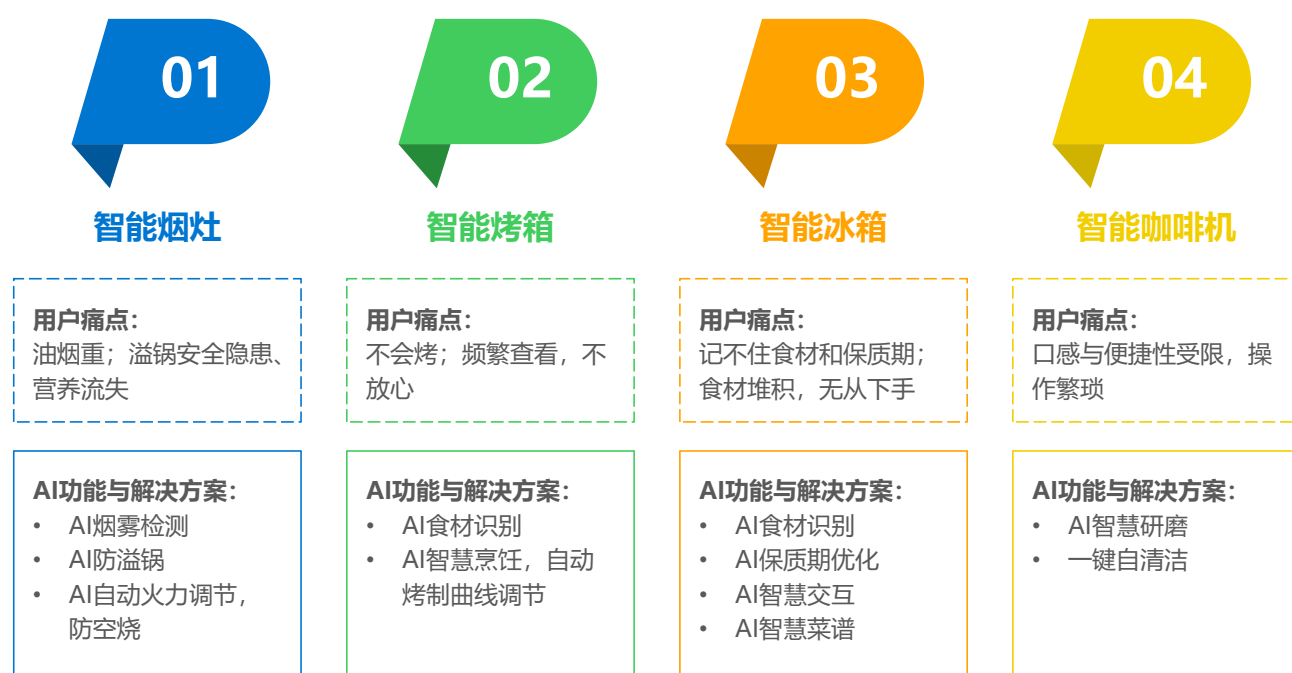 01
智能烟灶
用户痛点：
油烟重；溢锅安全隐患、
营养流失
AI功能与解决方案：
• AI烟雾检测
• AI防溢锅
• AI自动火力调节，
防空烧
02
智能烤箱
用户痛点：
不会烤；频繁查看，不
放心
AI功能与解决方案：
• AI食材识别
• AI智慧烹饪，自动
烤制曲线调节
03
智能冰箱
用户痛点：
记不住食材和保质期；
食材堆积，无从下手
AI功能与解决方案：
• AI食材识别
• AI保质期优化
• AI智慧交互
• AI智慧菜谱
04
智能咖啡机
用户痛点：
口感与便捷性受限，操
作繁琐
AI功能与解决方案：
• AI智慧研磨
• 一键自清洁